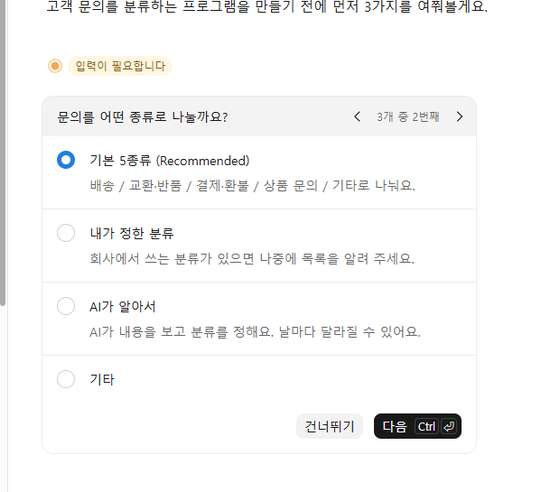 고객 문의를 분류하는 프로그램을 만들기 전에 먼저 3가지를 여쭤볼게요.
입력이 필요합니다
문의를 어떤 종류로 나눌까요?
3개 중 2번째
기본 5종류 (Recommended)
배송 / 교환·반품 / 결제·환불 / 상품 문의 / 기타로 나눠요.
내가 정한 분류
회사에서 쓰는 분류가 있으면 나중에 목록을 알려 주세요.
AI가 알아서
AI가 내용을 보고 분류를 정해요. 날마다 달라질 수 있어요.
기타
건너뛰기
다음 Ctrl ⏎